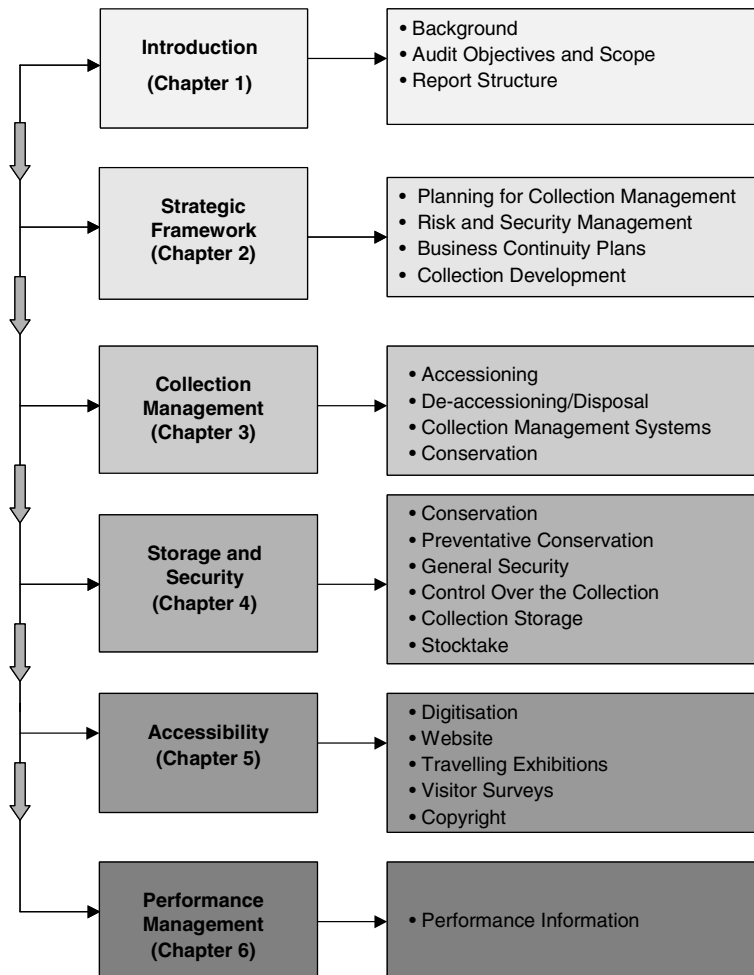 Introduction
(Chapter 1)
• Background
• Audit Objectives and Scope
• Report Structure
Strategic
Framework
(Chapter 2)
• Planning for Collection Management
• Risk and Security Management
• Business Continuity Plans
• Collection Development
Collection
Management
(Chapter 3)
• Accessioning
• De-accessioning/Disposal
• Collection Management Systems
• Conservation
Storage and
Security
(Chapter 4)
• Conservation
• Preventative Conservation
• General Security
• Control Over the Collection
• Collection Storage
• Stocktake
Accessibility
(Chapter 5)
• Digitisation
• Website
• Travelling Exhibitions
• Visitor Surveys
• Copyright
Performance
Management
(Chapter 6)
• Performance Information